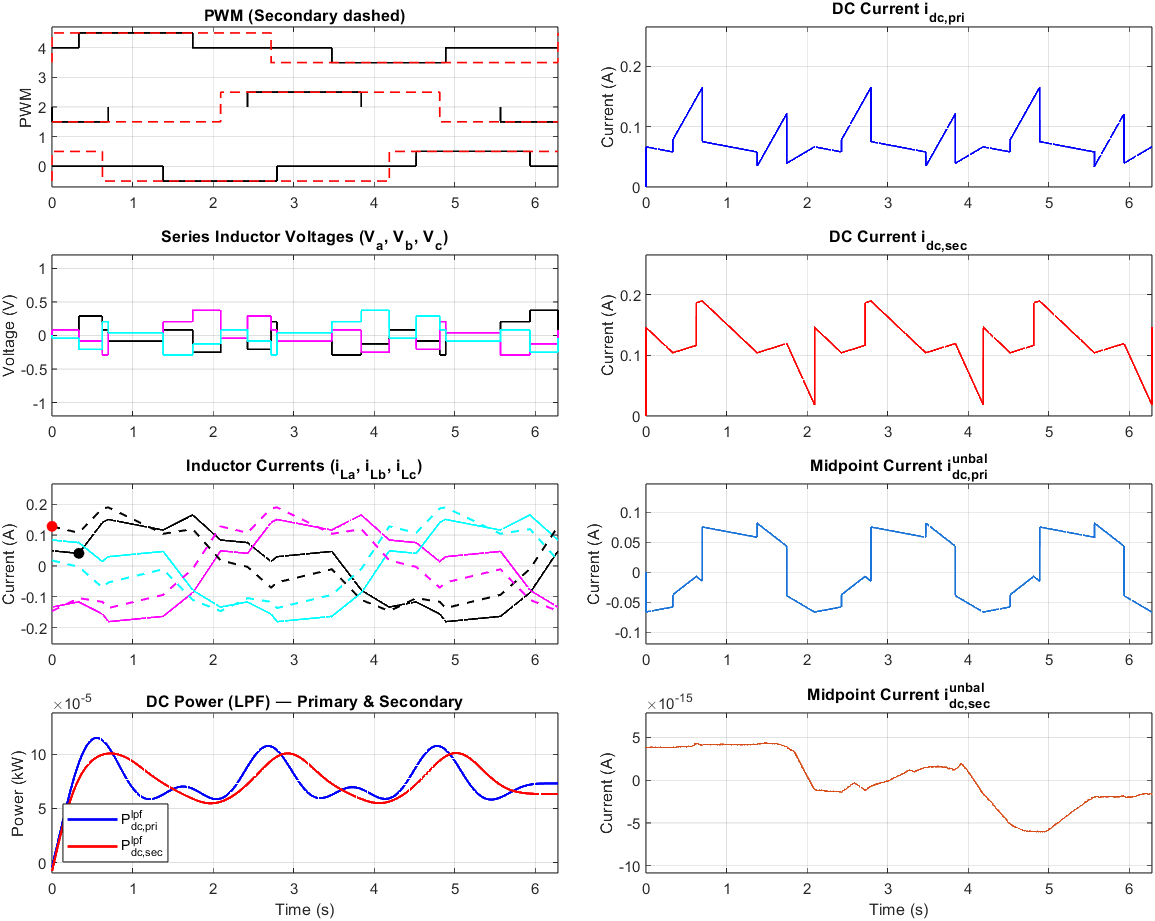 PWM (Secondary dashed)
PWM
4
3
2
1
0
0 1 2 3 4 5 6
DC Current i_dc,pri
Current (A)
0.2
0.1
0
0 1 2 3 4 5 6
Series Inductor Voltages (V_a, V_b, V_c)
Voltage (V)
1
0.5
0
-0.5
-1
0 1 2 3 4 5 6
DC Current i_dc,sec
Current (A)
0.2
0.1
0
0 1 2 3 4 5 6
Inductor Currents (i_La, i_Lb, i_Lc)
Current (A)
0.2
0.1
0
-0.1
-0.2
0 1 2 3 4 5 6
Midpoint Current i^unbal_dc,pri
Current (A)
0.1
0.05
0
-0.05
-0.1
0 1 2 3 4 5 6
DC Power (LPF) — Primary & Secondary
×10^-5
Power (kW)
10
5
0
P^lpf_dc,pri
P^lpf_dc,sec
0 1 2 3 4 5 6
Time (s)
Midpoint Current i^unbal_dc,sec
×10^-15
Current (A)
5
0
-5
-10
0 1 2 3 4 5 6
Time (s)